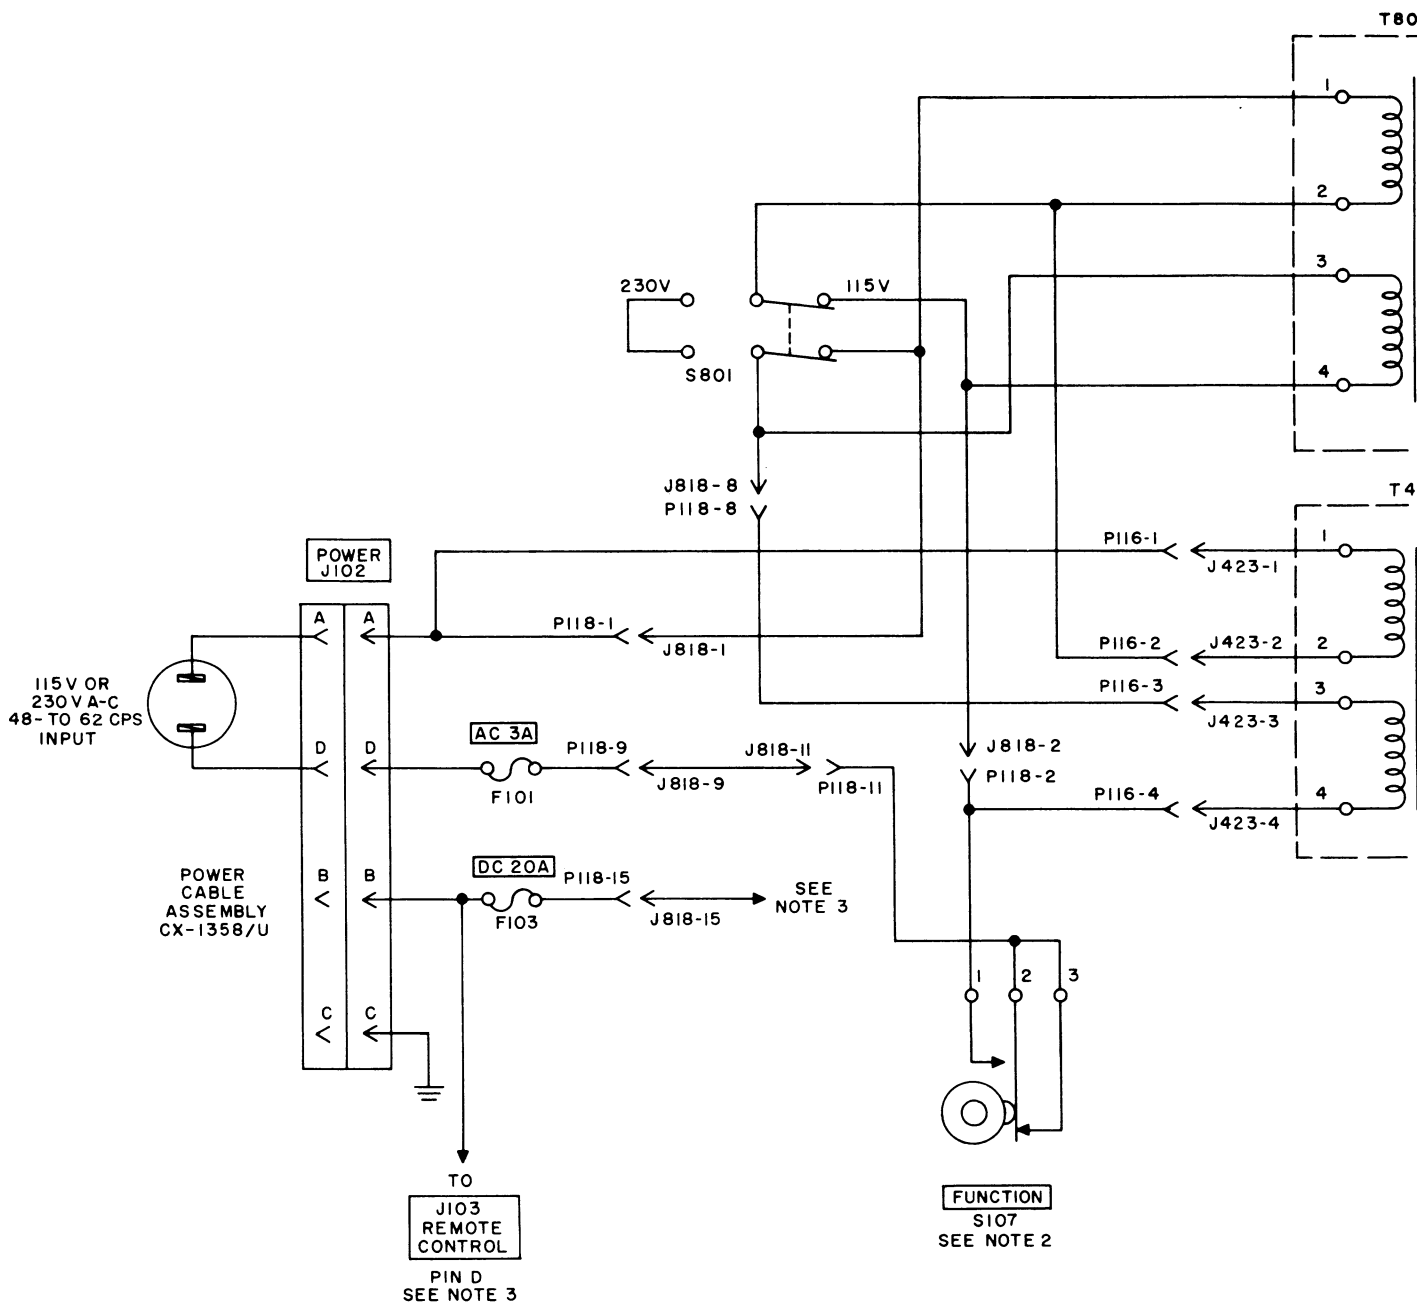 T80
1
2
3
4
230V
115V
S801
J818-8
P118-8
T4
POWER
J102
P116-1
J423-1
1
A
A
P118-1
J818-1
P116-2
J423-2
2
P116-3
J423-3
3
115V OR
230V A-C
48- TO 62 CPS
INPUT
D
D
AC 3A
F101
P118-9
J818-9
J818-11
P118-11
J818-2
P118-2
P116-4
J423-4
4
POWER
CABLE
ASSEMBLY
CX-1358/U
B
B
DC 20A
F103
P118-15
J818-15
SEE
NOTE 3
C
C
1
2
3
TO
J103
REMOTE
CONTROL
PIN D
SEE NOTE 3
FUNCTION
S107
SEE NOTE 2